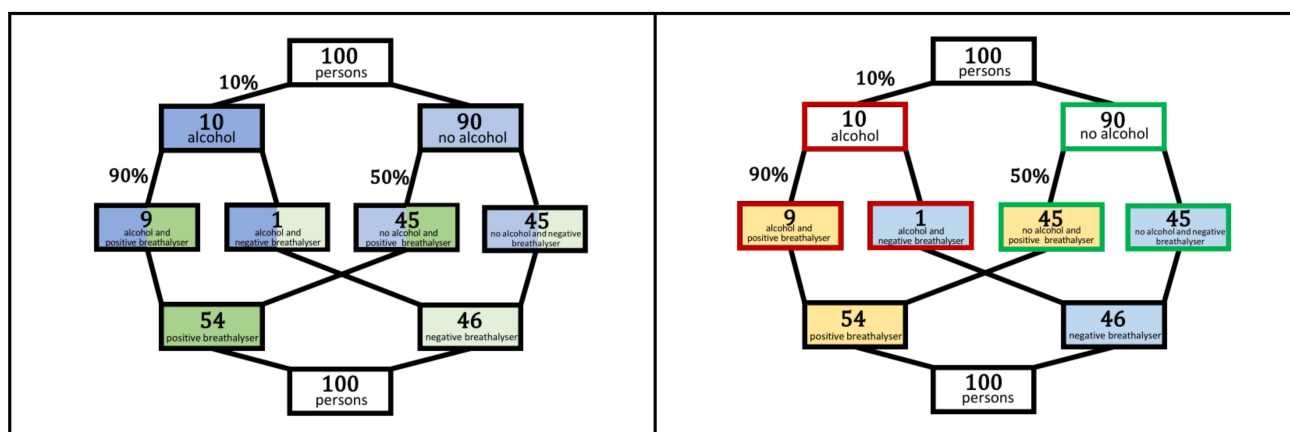 100
persons
10%
10
alcohol
90
no alcohol
90%
50%
9
alcohol and
positive breathalyser
1
alcohol and
negative breathalyser
45
no alcohol and
positive breathalyser
45
no alcohol and negative
breathalyser
54
positive breathalyser
46
negative breathalyser
100
persons
100
persons
10%
10
alcohol
90
no alcohol
90%
50%
9
alcohol and
positive breathalyser
1
alcohol and
negative breathalyser
45
no alcohol and
positive breathalyser
45
no alcohol and negative
breathalyser
54
positive breathalyser
46
negative breathalyser
100
persons